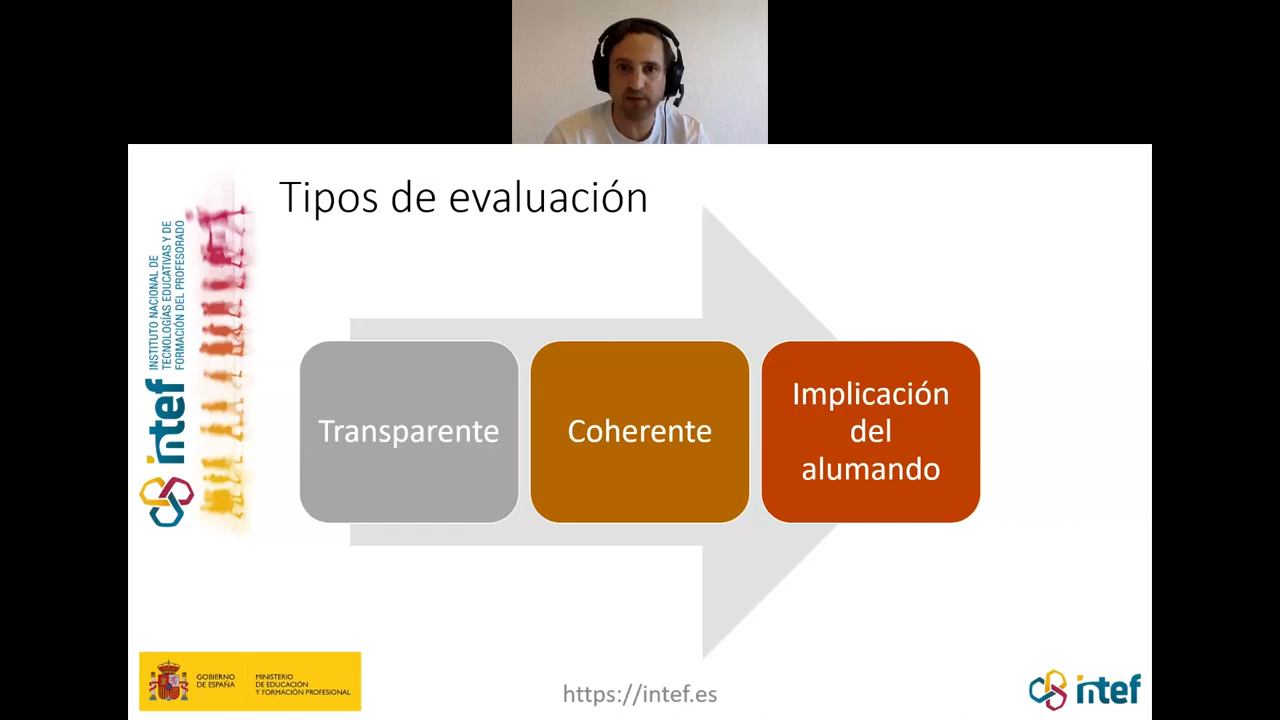 Tipos de evaluación
INSTITUTO NACIONAL DE
TECNOLOGÍAS EDUCATIVAS Y DE
FORMACIÓN DEL PROFESORADO
intef
Transparente
Coherente
Implicación
del
alumando
GOBIERNO
DE ESPAÑA
MINISTERIO
DE EDUCACIÓN
Y FORMACIÓN PROFESIONAL
https://intef.es
intef